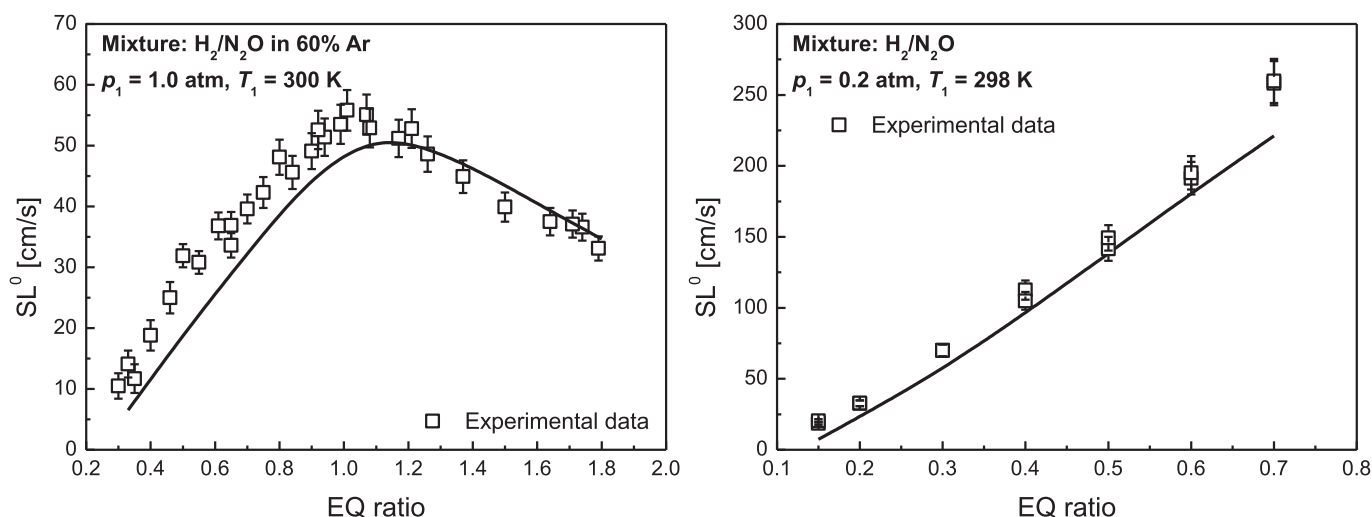 70
60
50
40
30
20
10
0
SL⁰ [cm/s]
Mixture: H₂/N₂O in 60% Ar
p₁ = 1.0 atm, T₁ = 300 K
Experimental data
0.2 0.4 0.6 0.8 1.0 1.2 1.4 1.6 1.8 2.0
EQ ratio
300
250
200
150
100
50
0
SL⁰ [cm/s]
Mixture: H₂/N₂O
p₁ = 0.2 atm, T₁ = 298 K
Experimental data
0.1 0.2 0.3 0.4 0.5 0.6 0.7 0.8
EQ ratio